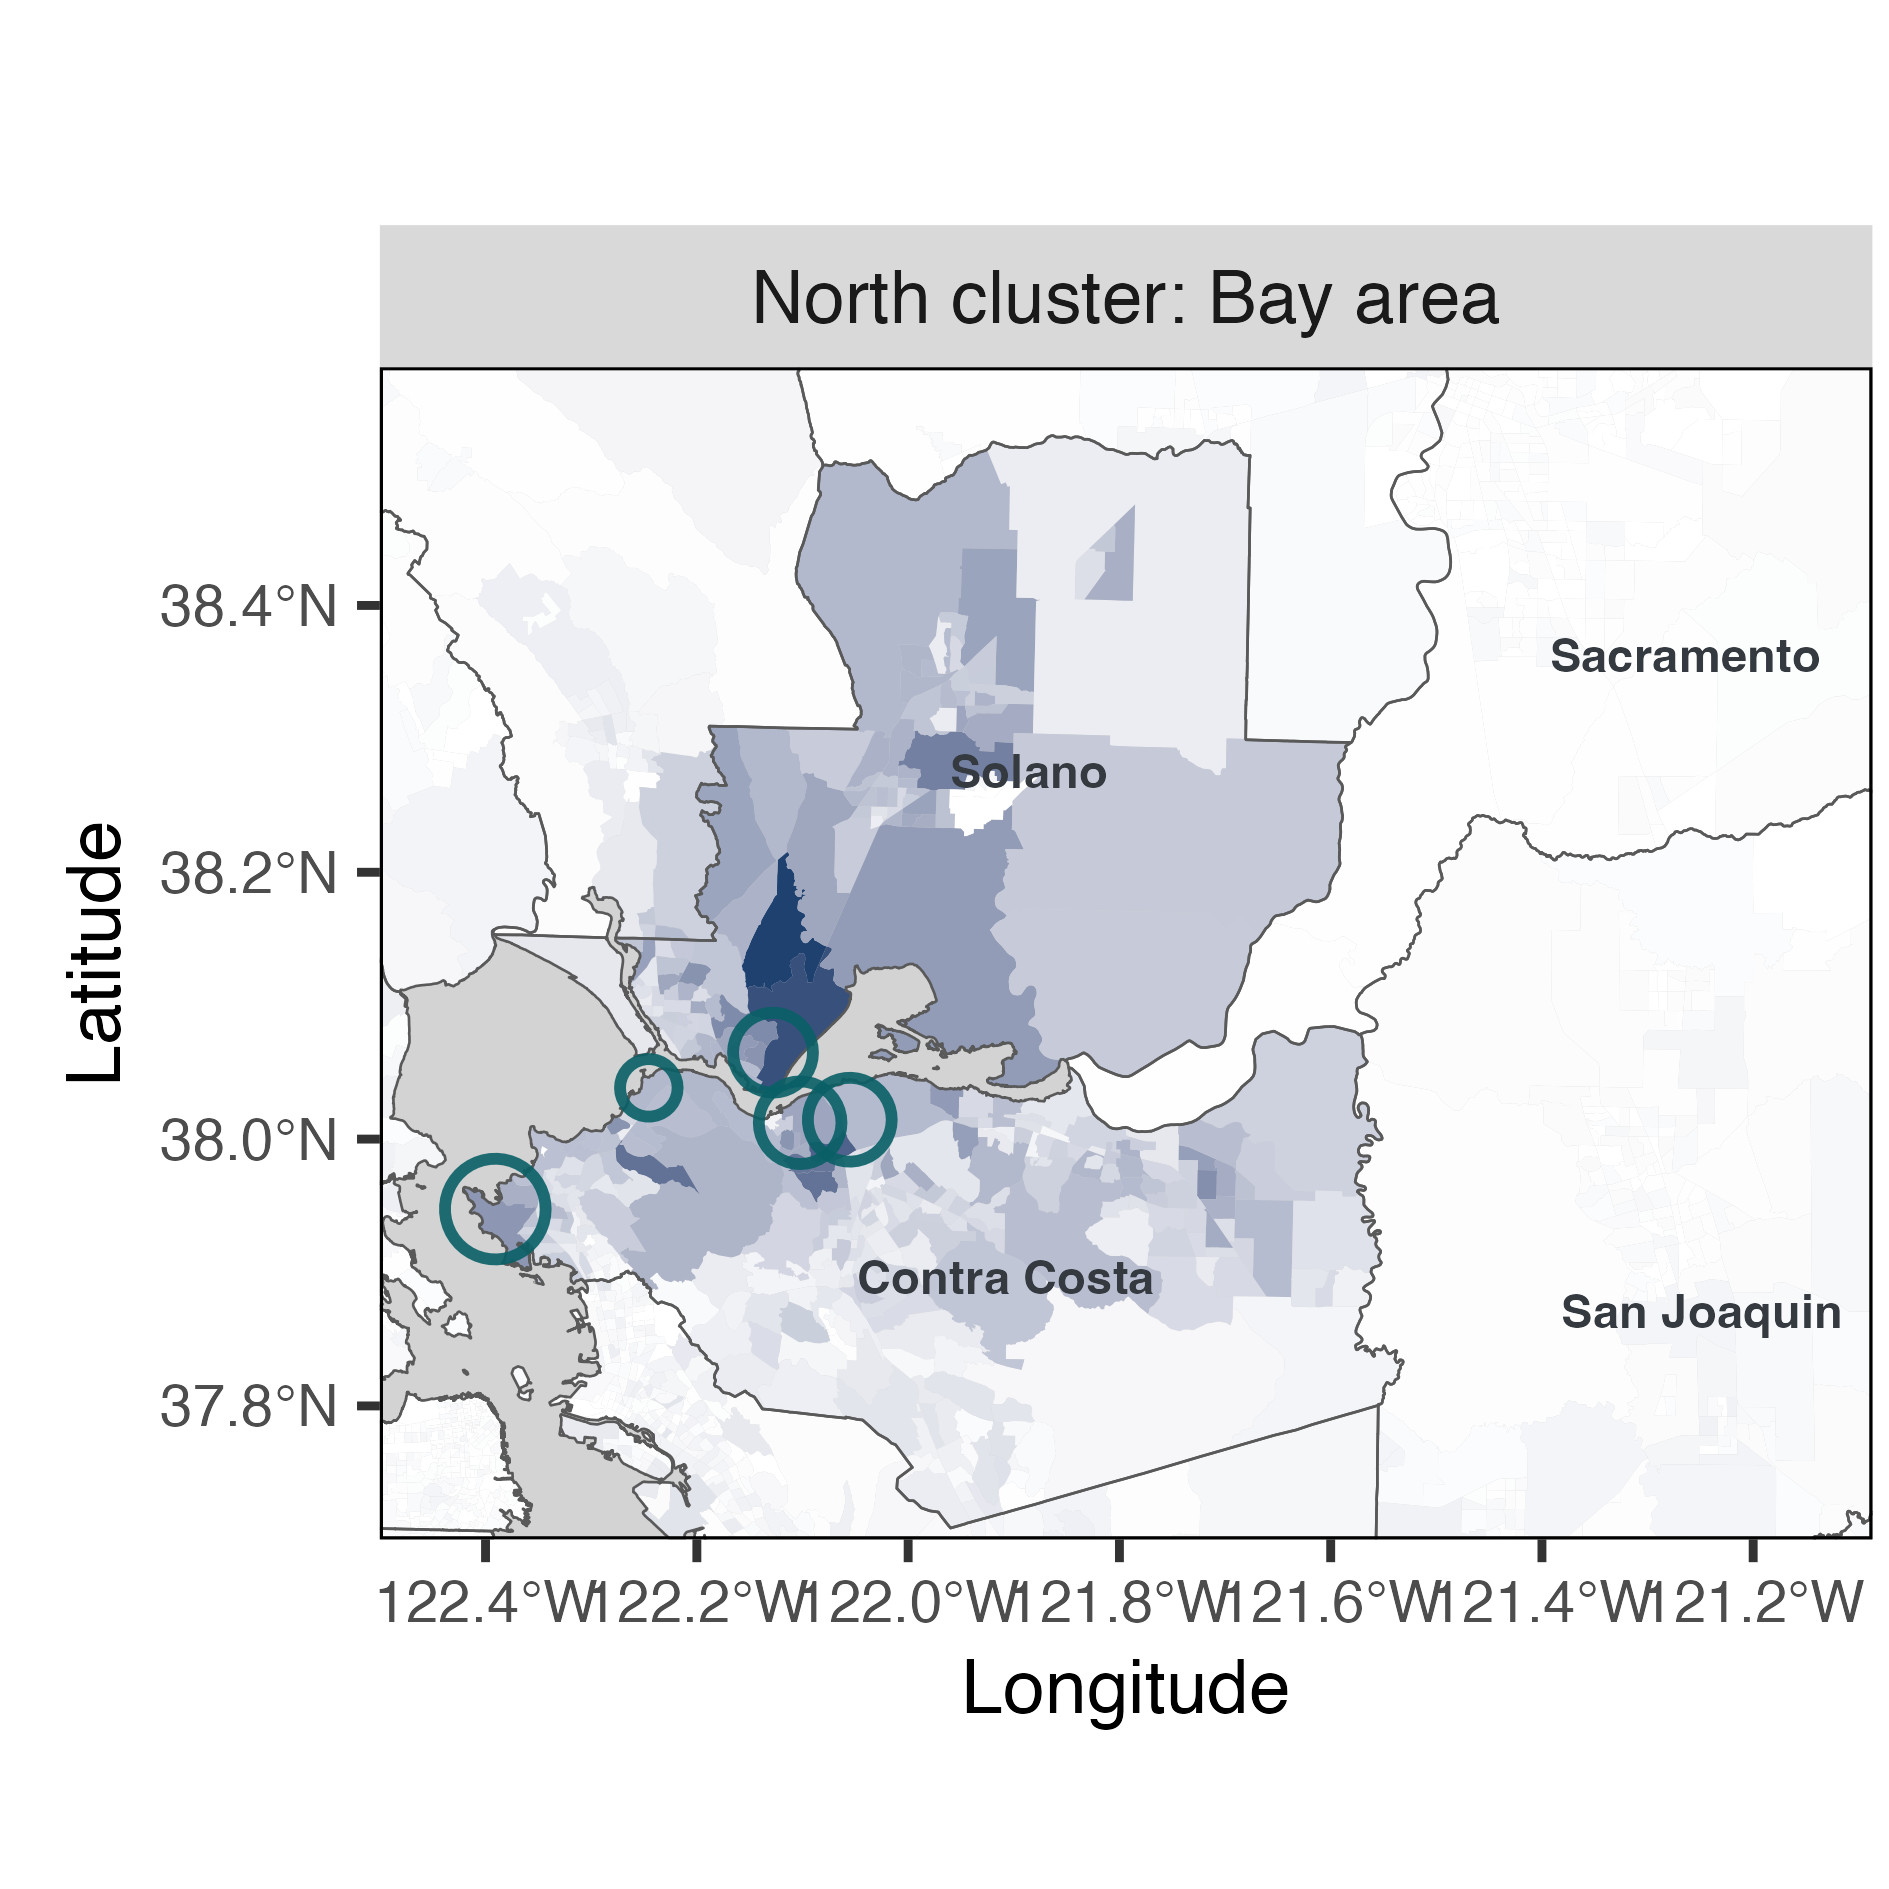 North cluster: Bay area
38.4°N
Sacramento
Solano
38.2°N
Latitude
38.0°N
Contra Costa
San Joaquin
37.8°N
122.4°W 122.2°W 122.0°W 121.8°W 121.6°W 121.4°W 121.2°W
Longitude